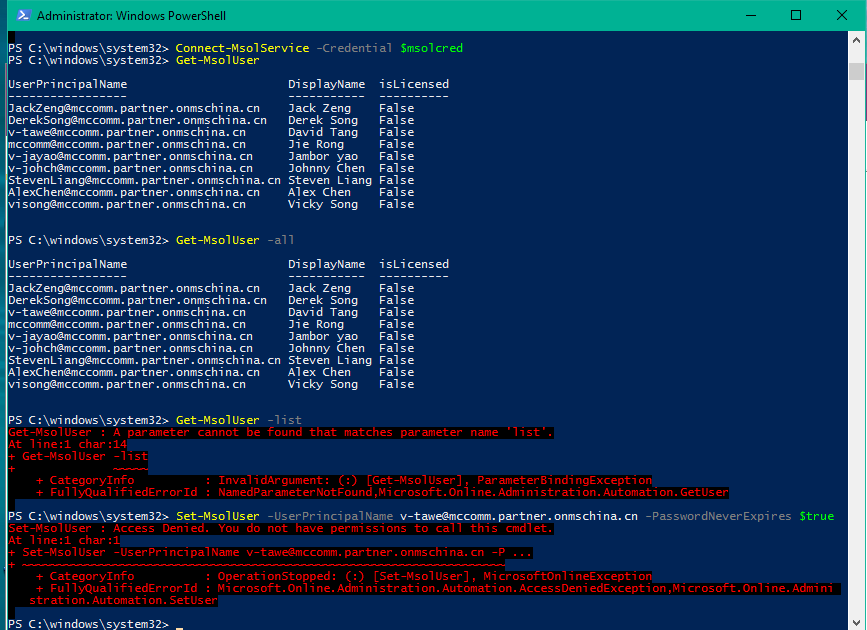 Administrator: Windows PowerShell
PS C:\windows\system32> Connect-MsolService -Credential $msolcred
PS C:\windows\system32> Get-MsolUser
UserPrincipalName DisplayName isLicensed
----------------- ----------- ----------
JackZeng@mccomm.partner.onmschina.cn Jack Zeng False
DerekSong@mccomm.partner.onmschina.cn Derek Song False
v-tawe@mccomm.partner.onmschina.cn David Tang False
mccomm@mccomm.partner.onmschina.cn Jie Rong False
v-jayao@mccomm.partner.onmschina.cn Jambor yao False
v-johch@mccomm.partner.onmschina.cn Johnny Chen False
StevenLiang@mccomm.partner.onmschina.cn Steven Liang False
AlexChen@mccomm.partner.onmschina.cn Alex Chen False
visong@mccomm.partner.onmschina.cn Vicky Song False
PS C:\windows\system32> Get-MsolUser -all
UserPrincipalName DisplayName isLicensed
----------------- ----------- ----------
JackZeng@mccomm.partner.onmschina.cn Jack Zeng False
DerekSong@mccomm.partner.onmschina.cn Derek Song False
v-tawe@mccomm.partner.onmschina.cn David Tang False
mccomm@mccomm.partner.onmschina.cn Jie Rong False
v-jayao@mccomm.partner.onmschina.cn Jambor yao False
v-johch@mccomm.partner.onmschina.cn Johnny Chen False
StevenLiang@mccomm.partner.onmschina.cn Steven Liang False
AlexChen@mccomm.partner.onmschina.cn Alex Chen False
visong@mccomm.partner.onmschina.cn Vicky Song False
PS C:\windows\system32> Get-MsolUser -list
Get-MsolUser : A parameter cannot be found that matches parameter name 'list'.
At line:1 char:14
+ Get-MsolUser -list
+ ~~~~~
+ CategoryInfo : InvalidArgument: (:) [Get-MsolUser], ParameterBindingException
+ FullyQualifiedErrorId : NamedParameterNotFound,Microsoft.Online.Administration.Automation.GetUser
PS C:\windows\system32> Set-MsolUser -UserPrincipalName v-tawe@mccomm.partner.onmschina.cn -PasswordNeverExpires $true
Set-MsolUser : Access Denied. You do not have permissions to call this cmdlet.
At line:1 char:1
+ Set-MsolUser -UserPrincipalName v-tawe@mccomm.partner.onmschina.cn -P ...
+ ~~~~~~~~~~~~~~~~~~~~~~~~~~~~~~~~~~~~~~~~~~~~~~~~~~~~~~~~~~~~~~~~~~~~~
+ CategoryInfo : OperationStopped: (:) [Set-MsolUser], MicrosoftOnlineException
+ FullyQualifiedErrorId : Microsoft.Online.Administration.Automation.AccessDeniedException,Microsoft.Online.Admini
stration.Automation.SetUser
PS C:\windows\system32> _